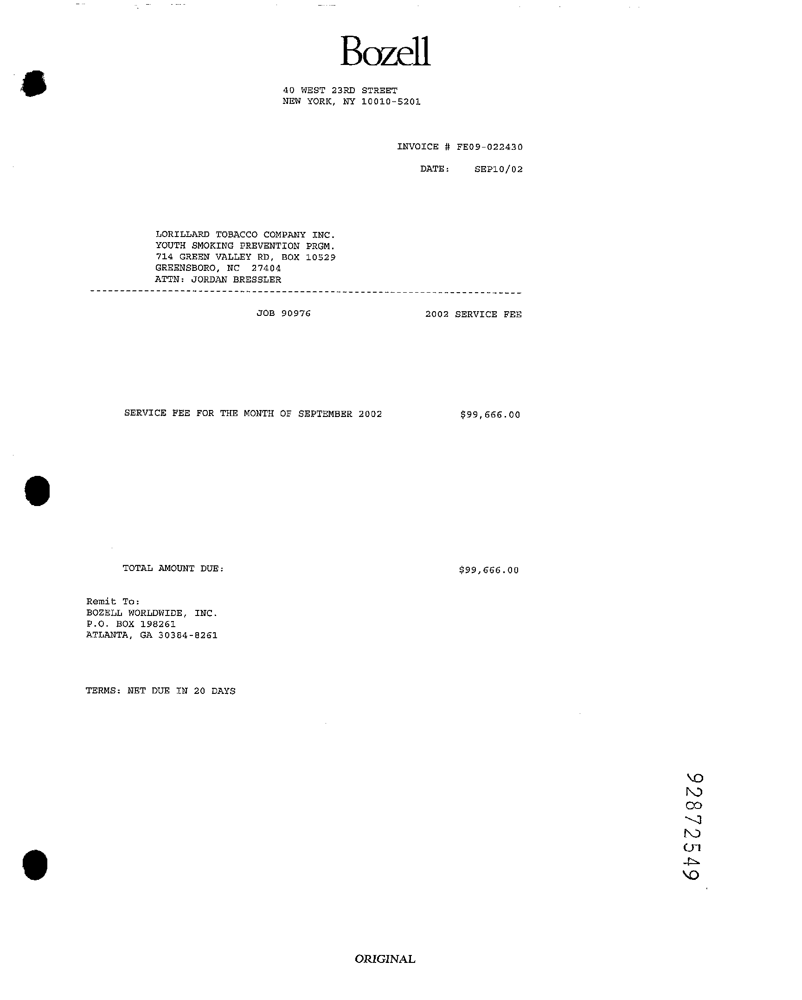 Bozell
40 WEST 23RD STREET
NEW YORK, NY 10010-5201
INVOICE # FE09-022430
DATE: SEP10/02
LORILLARD TOBACCO COMPANY INC.
YOUTH SMOKING PREVENTION PRGM.
714 GREEN VALLEY RD, BOX 10529
GREENSBORO, NC 27404
ATTN: JORDAN BRESSLER
JOB 90976 2002 SERVICE FEE
SERVICE FEE FOR THE MONTH OF SEPTEMBER 2002 $99,666.00
TOTAL AMOUNT DUE: $99,666.00
Remit To:
BOZELL WORLDWIDE, INC.
P.O. BOX 198261
ATLANTA, GA 30384-8261
TERMS: NET DUE IN 20 DAYS
92872549
ORIGINAL